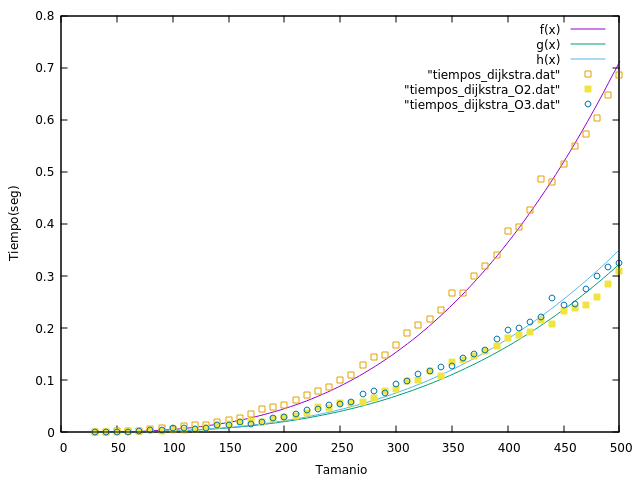 0.8
0.7
0.6
0.5
0.4
0.3
0.2
0.1
0
Tiempo(seg)
f(x)
g(x)
h(x)
"tiempos_dijkstra.dat"
"tiempos_dijkstra_O2.dat"
"tiempos_dijkstra_O3.dat"
0 50 100 150 200 250 300 350 400 450 500
Tamanio